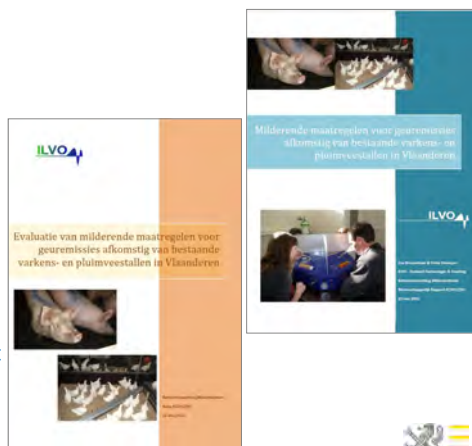 ILVO
Evaluatie van milderende maatregelen voor
geuremissies afkomstig van bestaande
varkens- en pluimveestallen in Vlaanderen
Milderende maatregelen voor geuremissies
afkomstig van bestaande varkens- en
pluimveestallen in Vlaanderen
ILVO